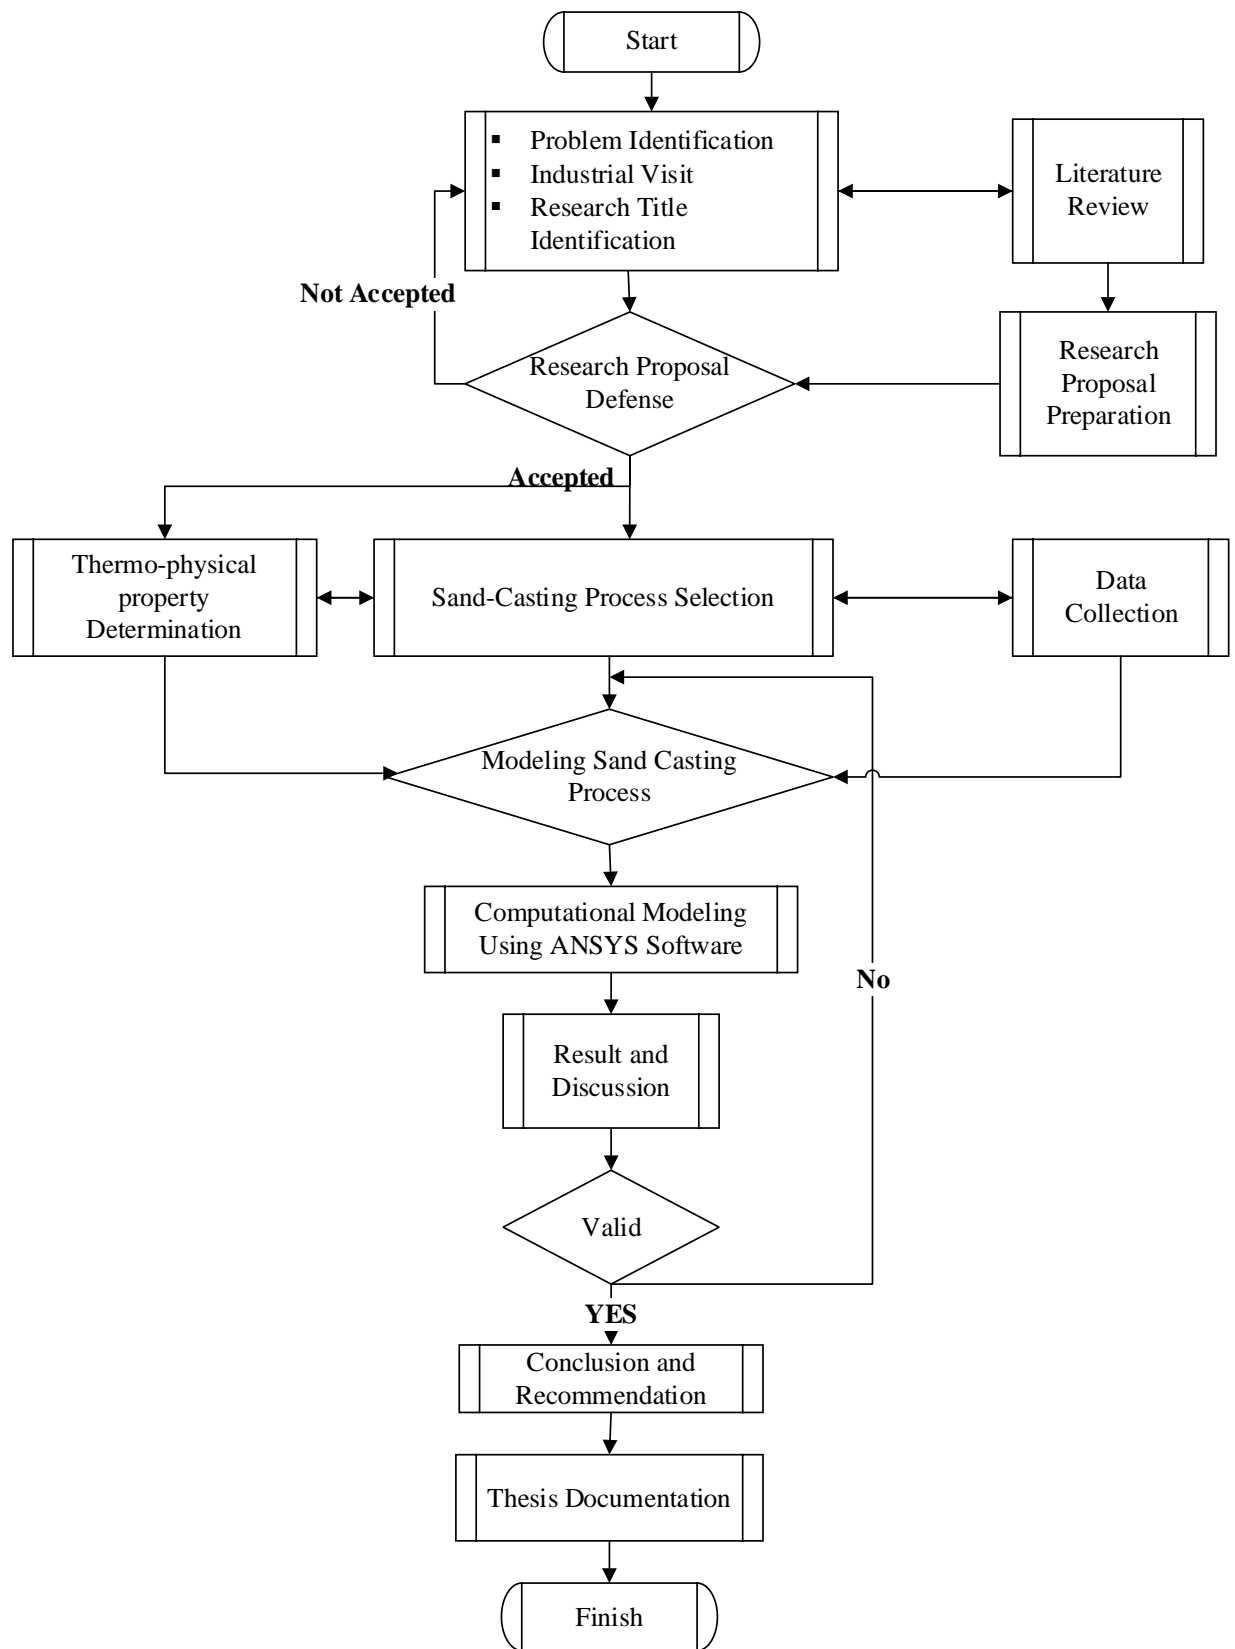 Start
▪ Problem Identification
▪ Industrial Visit
▪ Research Title
Identification
Literature
Review
Not Accepted
Research Proposal
Defense
Research
Proposal
Preparation
Accepted
Thermo-physical
property
Determination
Sand-Casting Process Selection
Data
Collection
Modeling Sand Casting
Process
Computational Modeling
Using ANSYS Software
No
Result and
Discussion
Valid
YES
Conclusion and
Recommendation
Thesis Documentation
Finish